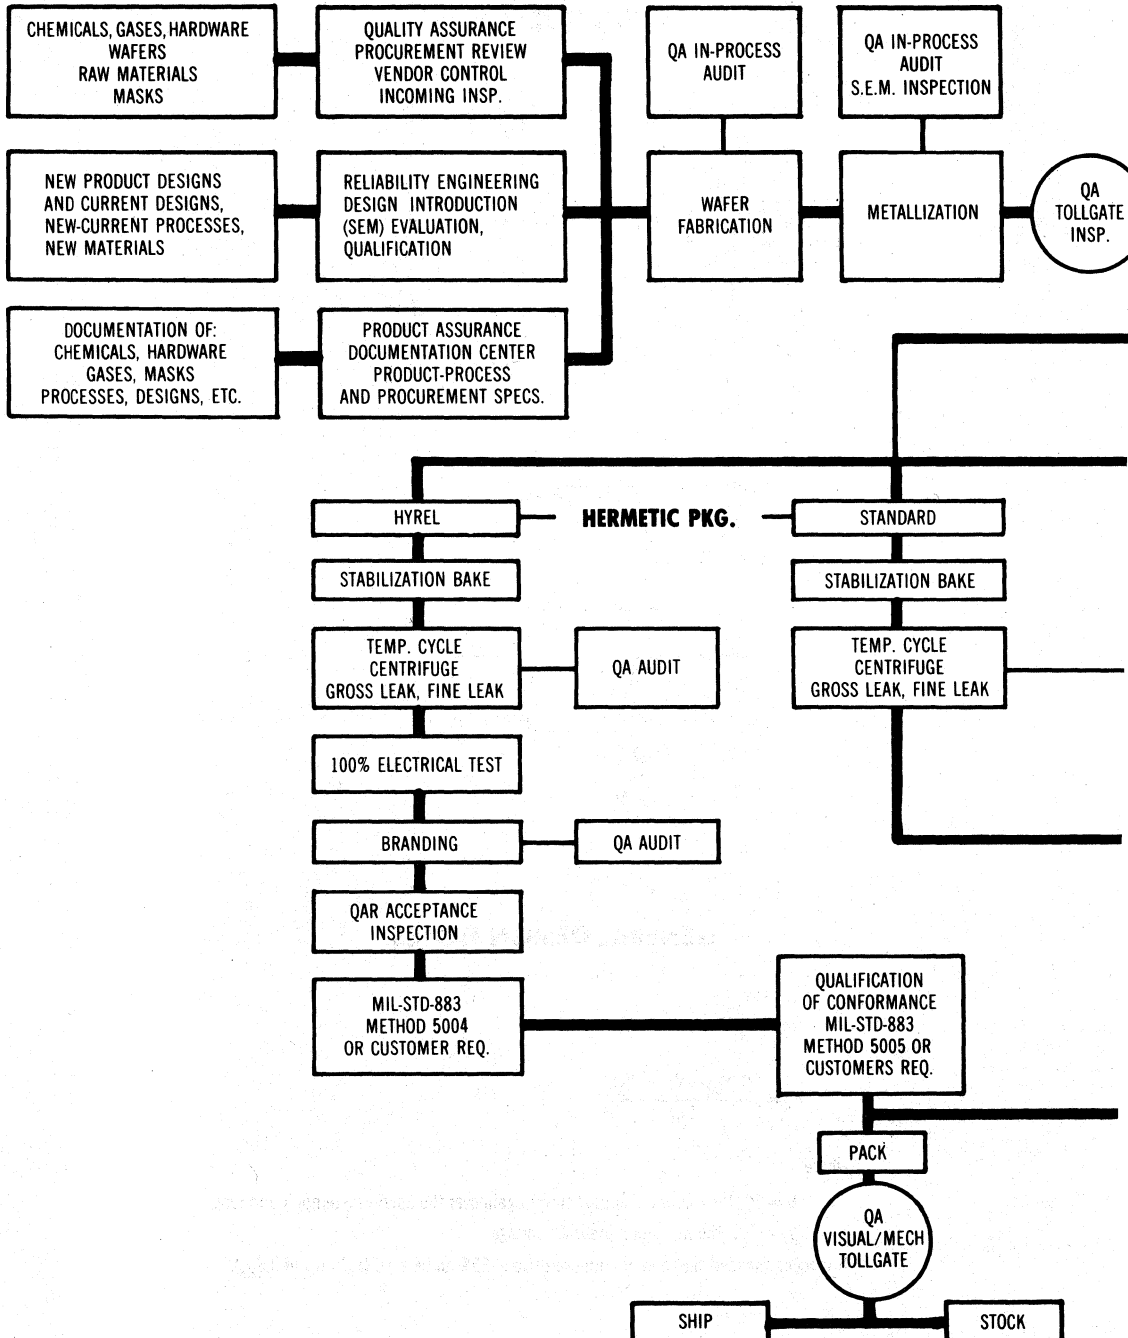 CHEMICALS, GASES, HARDWARE
WAFERS
RAW MATERIALS
MASKS
QUALITY ASSURANCE
PROCUREMENT REVIEW
VENDOR CONTROL
INCOMING INSP.
QA IN-PROCESS
AUDIT
QA IN-PROCESS
AUDIT
S.E.M. INSPECTION
NEW PRODUCT DESIGNS
AND CURRENT DESIGNS,
NEW-CURRENT PROCESSES,
NEW MATERIALS
RELIABILITY ENGINEERING
DESIGN INTRODUCTION
(SEM) EVALUATION,
QUALIFICATION
WAFER
FABRICATION
METALLIZATION
QA
TOLLGATE
INSP.
DOCUMENTATION OF:
CHEMICALS, HARDWARE
GASES, MASKS
PROCESSES, DESIGNS, ETC.
PRODUCT ASSURANCE
DOCUMENTATION CENTER
PRODUCT-PROCESS
AND PROCUREMENT SPECS.
HYREL
HERMETIC PKG.
STANDARD
STABILIZATION BAKE
STABILIZATION BAKE
TEMP. CYCLE
CENTRIFUGE
GROSS LEAK, FINE LEAK
QA AUDIT
TEMP. CYCLE
CENTRIFUGE
GROSS LEAK, FINE LEAK
100% ELECTRICAL TEST
BRANDING
QA AUDIT
QAR ACCEPTANCE
INSPECTION
MIL-STD-883
METHOD 5004
OR CUSTOMER REQ.
QUALIFICATION
OF CONFORMANCE
MIL-STD-883
METHOD 5005 OR
CUSTOMERS REQ.
PACK
QA
VISUAL/MECH
TOLLGATE
SHIP
STOCK